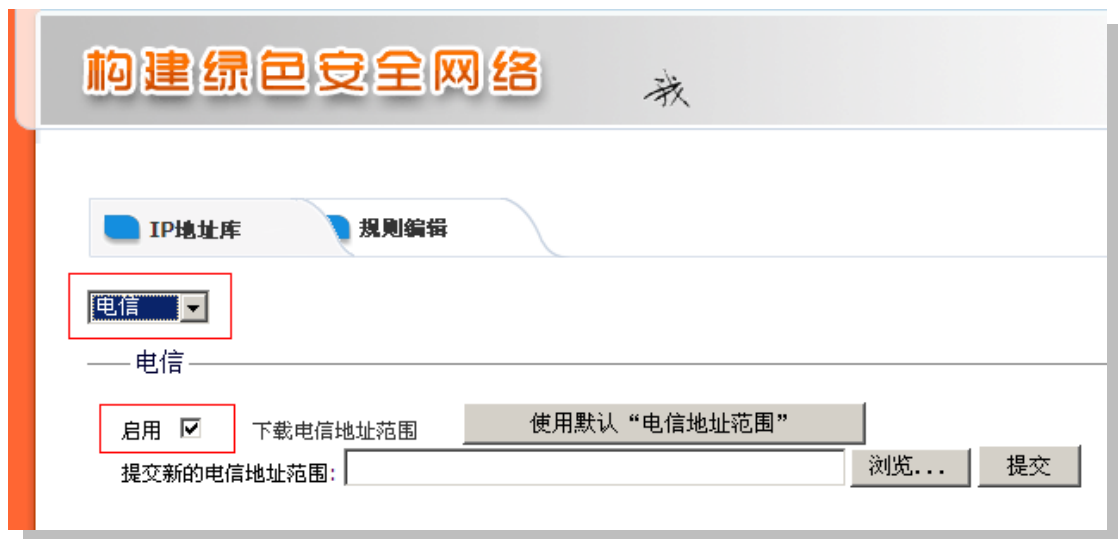 构建绿色安全网络 我
IP地址库 规则编辑
电信
电信
启用 下载电信地址范围 使用默认“电信地址范围”
提交新的电信地址范围: 浏览... 提交